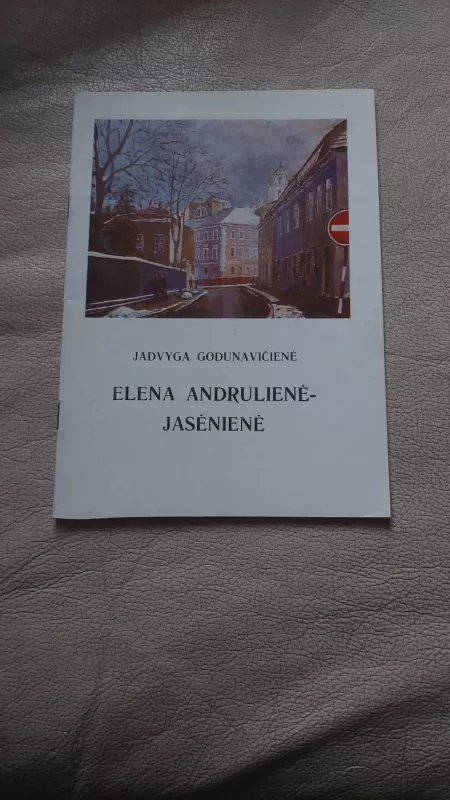 JADVYGA GODUNAVIČIENĖ
ELENA ANDRULIENĖ-
JASĖNIENĖ